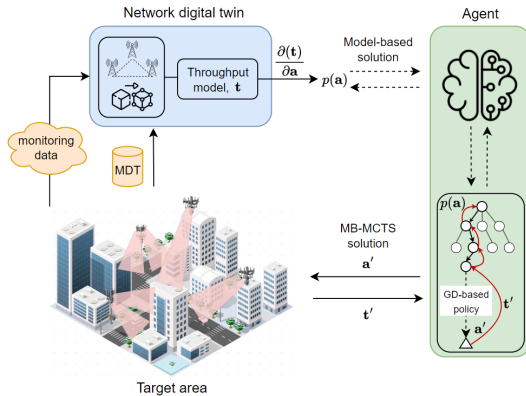 Network digital twin
Agent
Throughput
model, t
∂(t)
∂a
p(a)
Model-based
solution
monitoring
data
MDT
p(a)
MB-MCTS
solution
a′
t′
GD-based
policy
a′
t′
Target area